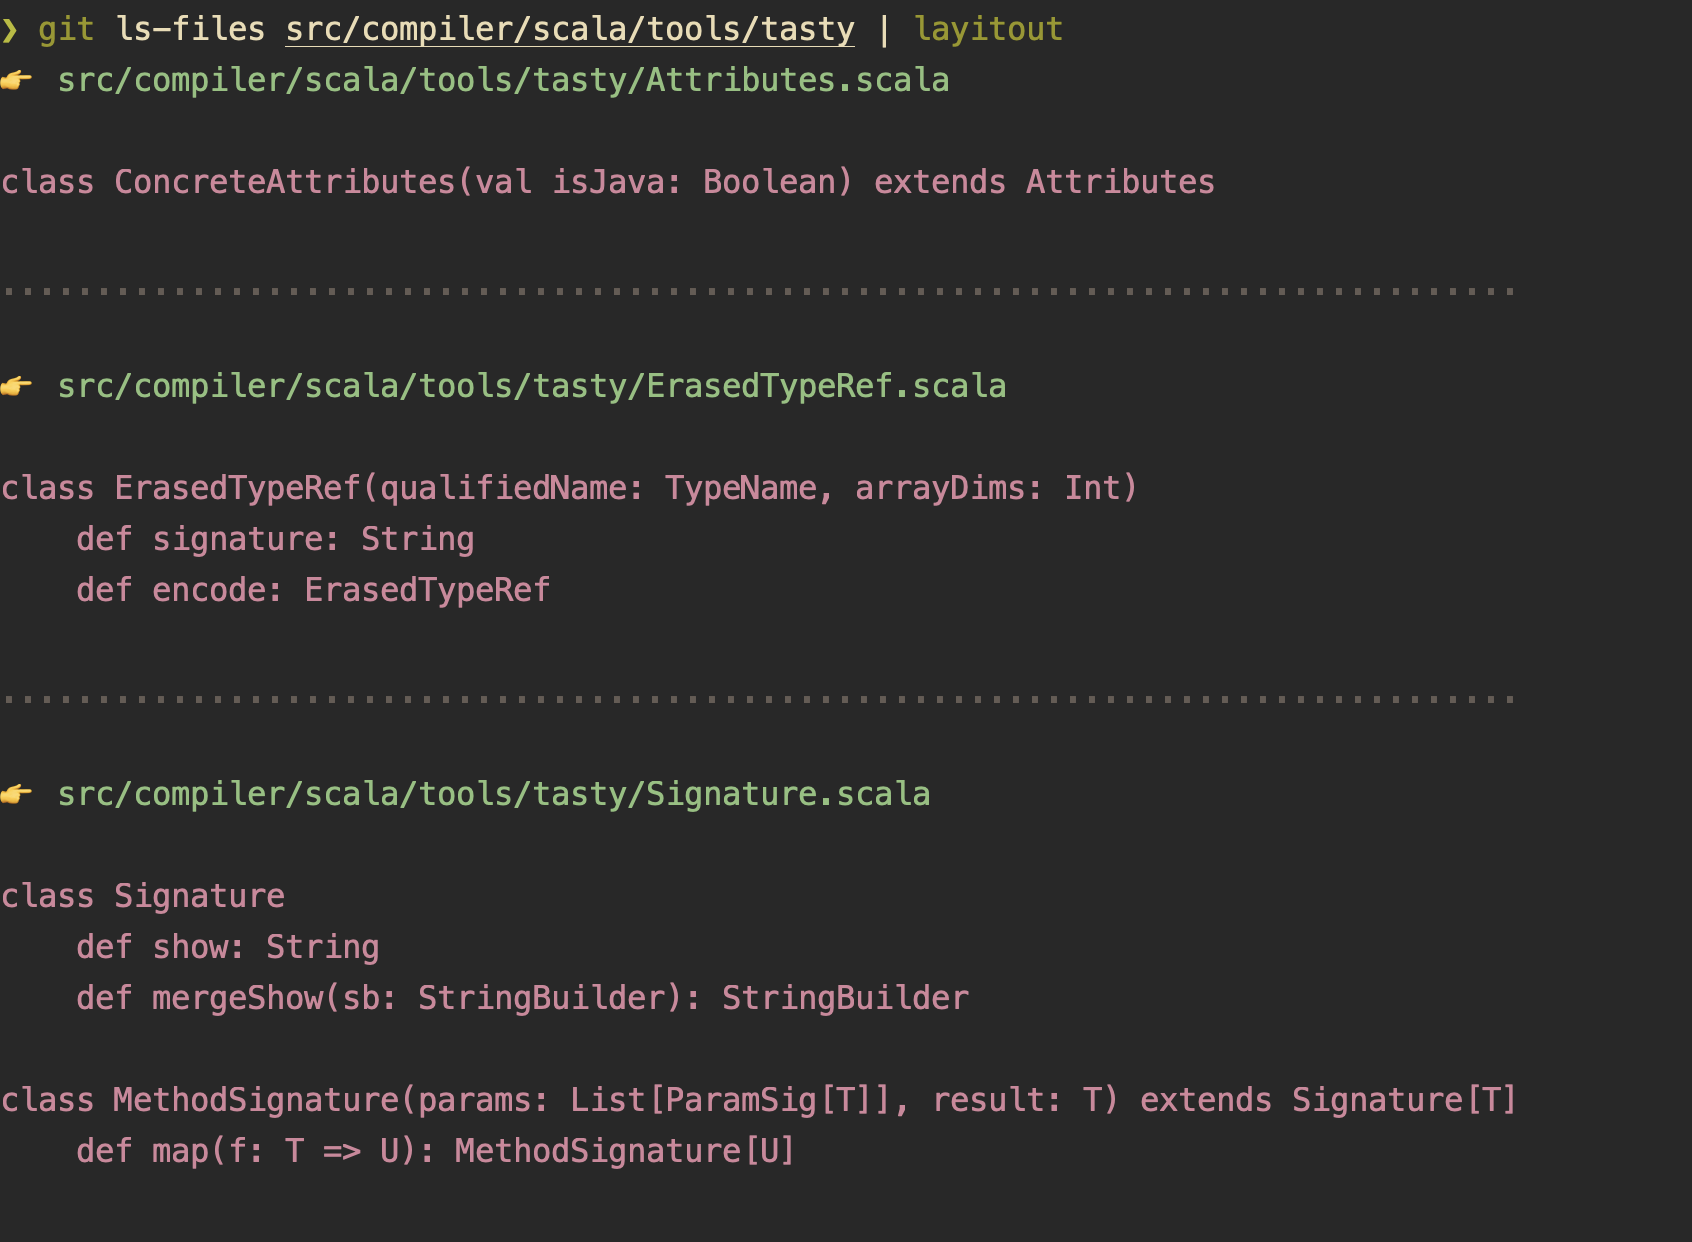 ❯ git ls-files src/compiler/scala/tools/tasty | layitout
👉 src/compiler/scala/tools/tasty/Attributes.scala
class ConcreteAttributes(val isJava: Boolean) extends Attributes
................................................................................
👉 src/compiler/scala/tools/tasty/ErasedTypeRef.scala
class ErasedTypeRef(qualifiedName: TypeName, arrayDims: Int)
    def signature: String
    def encode: ErasedTypeRef
................................................................................
👉 src/compiler/scala/tools/tasty/Signature.scala
class Signature
    def show: String
    def mergeShow(sb: StringBuilder): StringBuilder
class MethodSignature(params: List[ParamSig[T]], result: T) extends Signature[T]
    def map(f: T => U): MethodSignature[U]